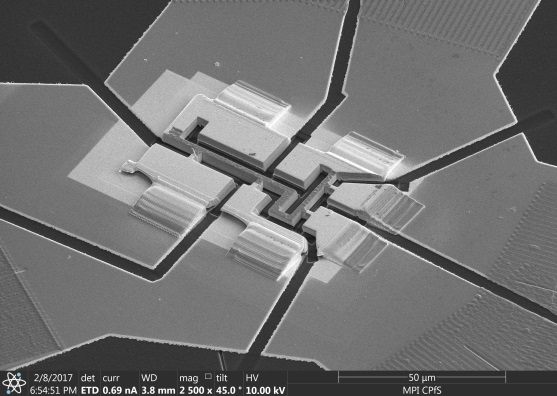 2/8/2017 det curr WD mag □ tilt HV 50 µm
6:54:51 PM ETD 0.69 nA 3.8 mm 2 500 x 45.0 ° 10.00 kV MPI CPfS